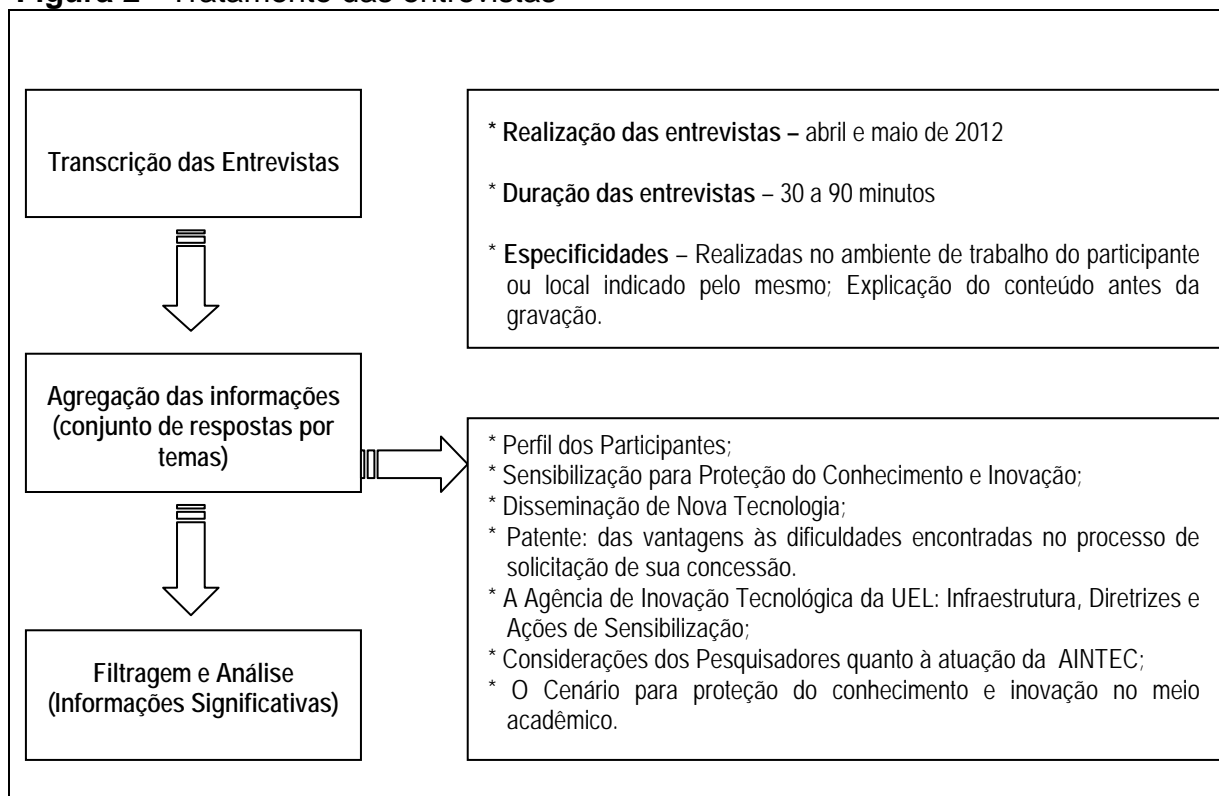 Figura 2 - Tratamento das entrevistas
Transcrição das Entrevistas
* Realização das entrevistas – abril e maio de 2012
* Duração das entrevistas – 30 a 90 minutos
* Especificidades – Realizadas no ambiente de trabalho do participante
ou local indicado pelo mesmo; Explicação do conteúdo antes da
gravação.
Agregação das informações
(conjunto de respostas por
temas)
* Perfil dos Participantes;
* Sensibilização para Proteção do Conhecimento e Inovação;
* Disseminação de Nova Tecnologia;
* Patente: das vantagens às dificuldades encontradas no processo de
solicitação de sua concessão.
* A Agência de Inovação Tecnológica da UEL: Infraestrutura, Diretrizes e
Ações de Sensibilização;
* Considerações dos Pesquisadores quanto à atuação da AINTEC;
* O Cenário para proteção do conhecimento e inovação no meio
acadêmico.
Filtragem e Análise
(Informações Significativas)